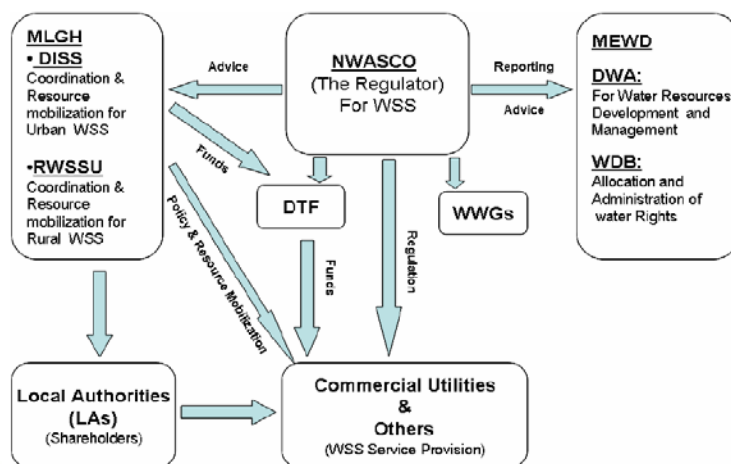 MLGH
• DISS
Coordination &
Resource
mobilization for
Urban WSS
•RWSSU
Coordination &
Resource
mobilization for
Rural WSS
Advice
NWASCO
(The Regulator)
For WSS
Reporting
Advice
MEWD
DWA:
For Water Resources
Development and
Management
WDB:
Allocation and
Administration of
water Rights
Funds
DTF
WWGs
Policy & Resource Mobilization
Funds
Regulation
Local Authorities
(LAs)
(Shareholders)
Commercial Utilities
&
Others
(WSS Service Provision)